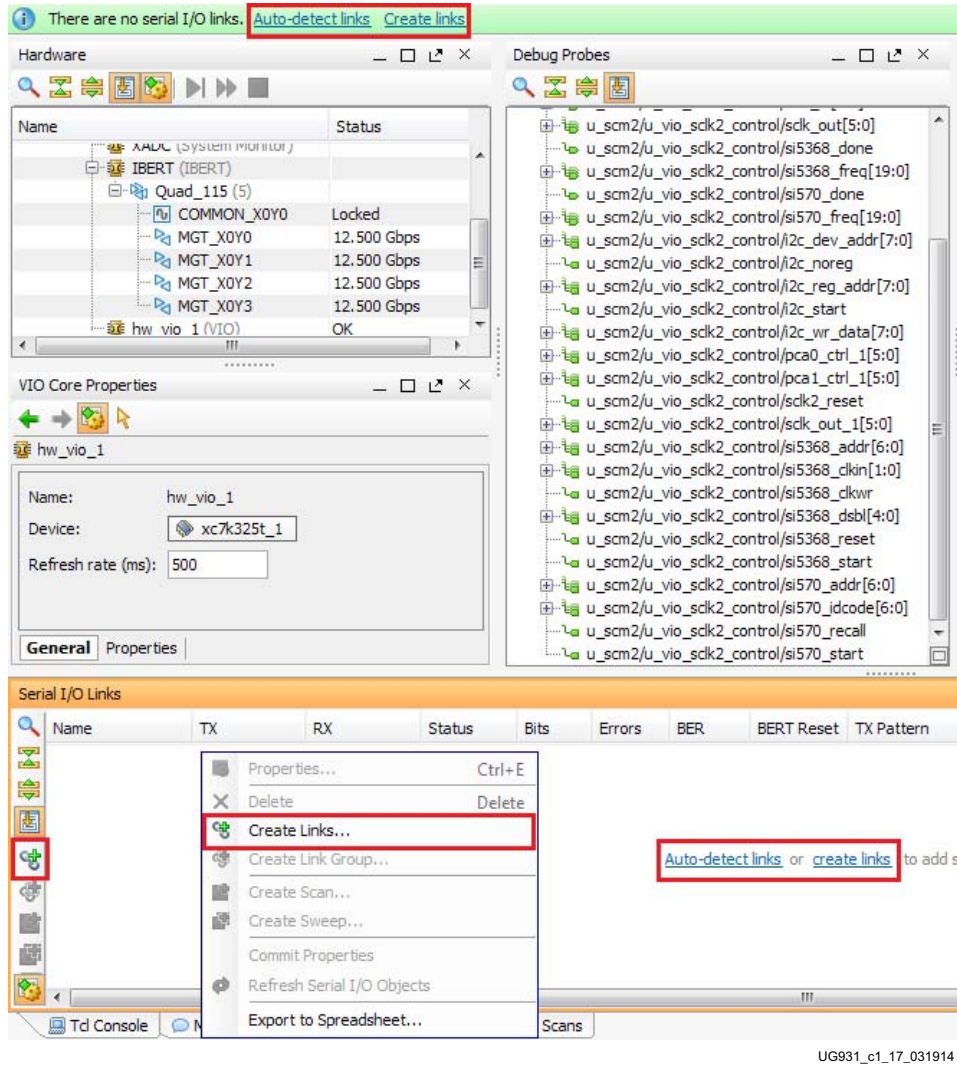 There are no serial I/O links. Auto-detect links Create links
Hardware
Name Status
XADC (System Monitor)
IBERT (IBERT)
Quad_115 (5)
COMMON_X0Y0 Locked
MGT_X0Y0 12.500 Gbps
MGT_X0Y1 12.500 Gbps
MGT_X0Y2 12.500 Gbps
MGT_X0Y3 12.500 Gbps
hw_vio_1 (VIO) OK
VIO Core Properties
hw_vio_1
Name: hw_vio_1
Device: xc7k325t_1
Refresh rate (ms): 500
General Properties
Debug Probes
u_scm2/u_vio_sclk2_control/sclk_out[5:0]
u_scm2/u_vio_sclk2_control/si5368_done
u_scm2/u_vio_sclk2_control/si5368_freq[19:0]
u_scm2/u_vio_sclk2_control/si570_done
u_scm2/u_vio_sclk2_control/si570_freq[19:0]
u_scm2/u_vio_sclk2_control/i2c_dev_addr[7:0]
u_scm2/u_vio_sclk2_control/i2c_noreg
u_scm2/u_vio_sclk2_control/i2c_reg_addr[7:0]
u_scm2/u_vio_sclk2_control/i2c_start
u_scm2/u_vio_sclk2_control/i2c_wr_data[7:0]
u_scm2/u_vio_sclk2_control/pca0_ctrl_1[5:0]
u_scm2/u_vio_sclk2_control/pca1_ctrl_1[5:0]
u_scm2/u_vio_sclk2_control/sclk2_reset
u_scm2/u_vio_sclk2_control/sclk_out_1[5:0]
u_scm2/u_vio_sclk2_control/si5368_addr[6:0]
u_scm2/u_vio_sclk2_control/si5368_clkin[1:0]
u_scm2/u_vio_sclk2_control/si5368_clkwr
u_scm2/u_vio_sclk2_control/si5368_dsbl[4:0]
u_scm2/u_vio_sclk2_control/si5368_reset
u_scm2/u_vio_sclk2_control/si5368_start
u_scm2/u_vio_sclk2_control/si570_addr[6:0]
u_scm2/u_vio_sclk2_control/si570_idcode[6:0]
u_scm2/u_vio_sclk2_control/si570_recall
u_scm2/u_vio_sclk2_control/si570_start
Serial I/O Links
Name TX RX Status Bits Errors BER BERT Reset TX Pattern
Properties... Ctrl+E
Delete Delete
Create Links...
Create Link Group...
Create Scan...
Create Sweep...
Commit Properties
Refresh Serial I/O Objects
Export to Spreadsheet...
Auto-detect links or create links to add s
Tcl Console M Scans
UG931_c1_17_031914